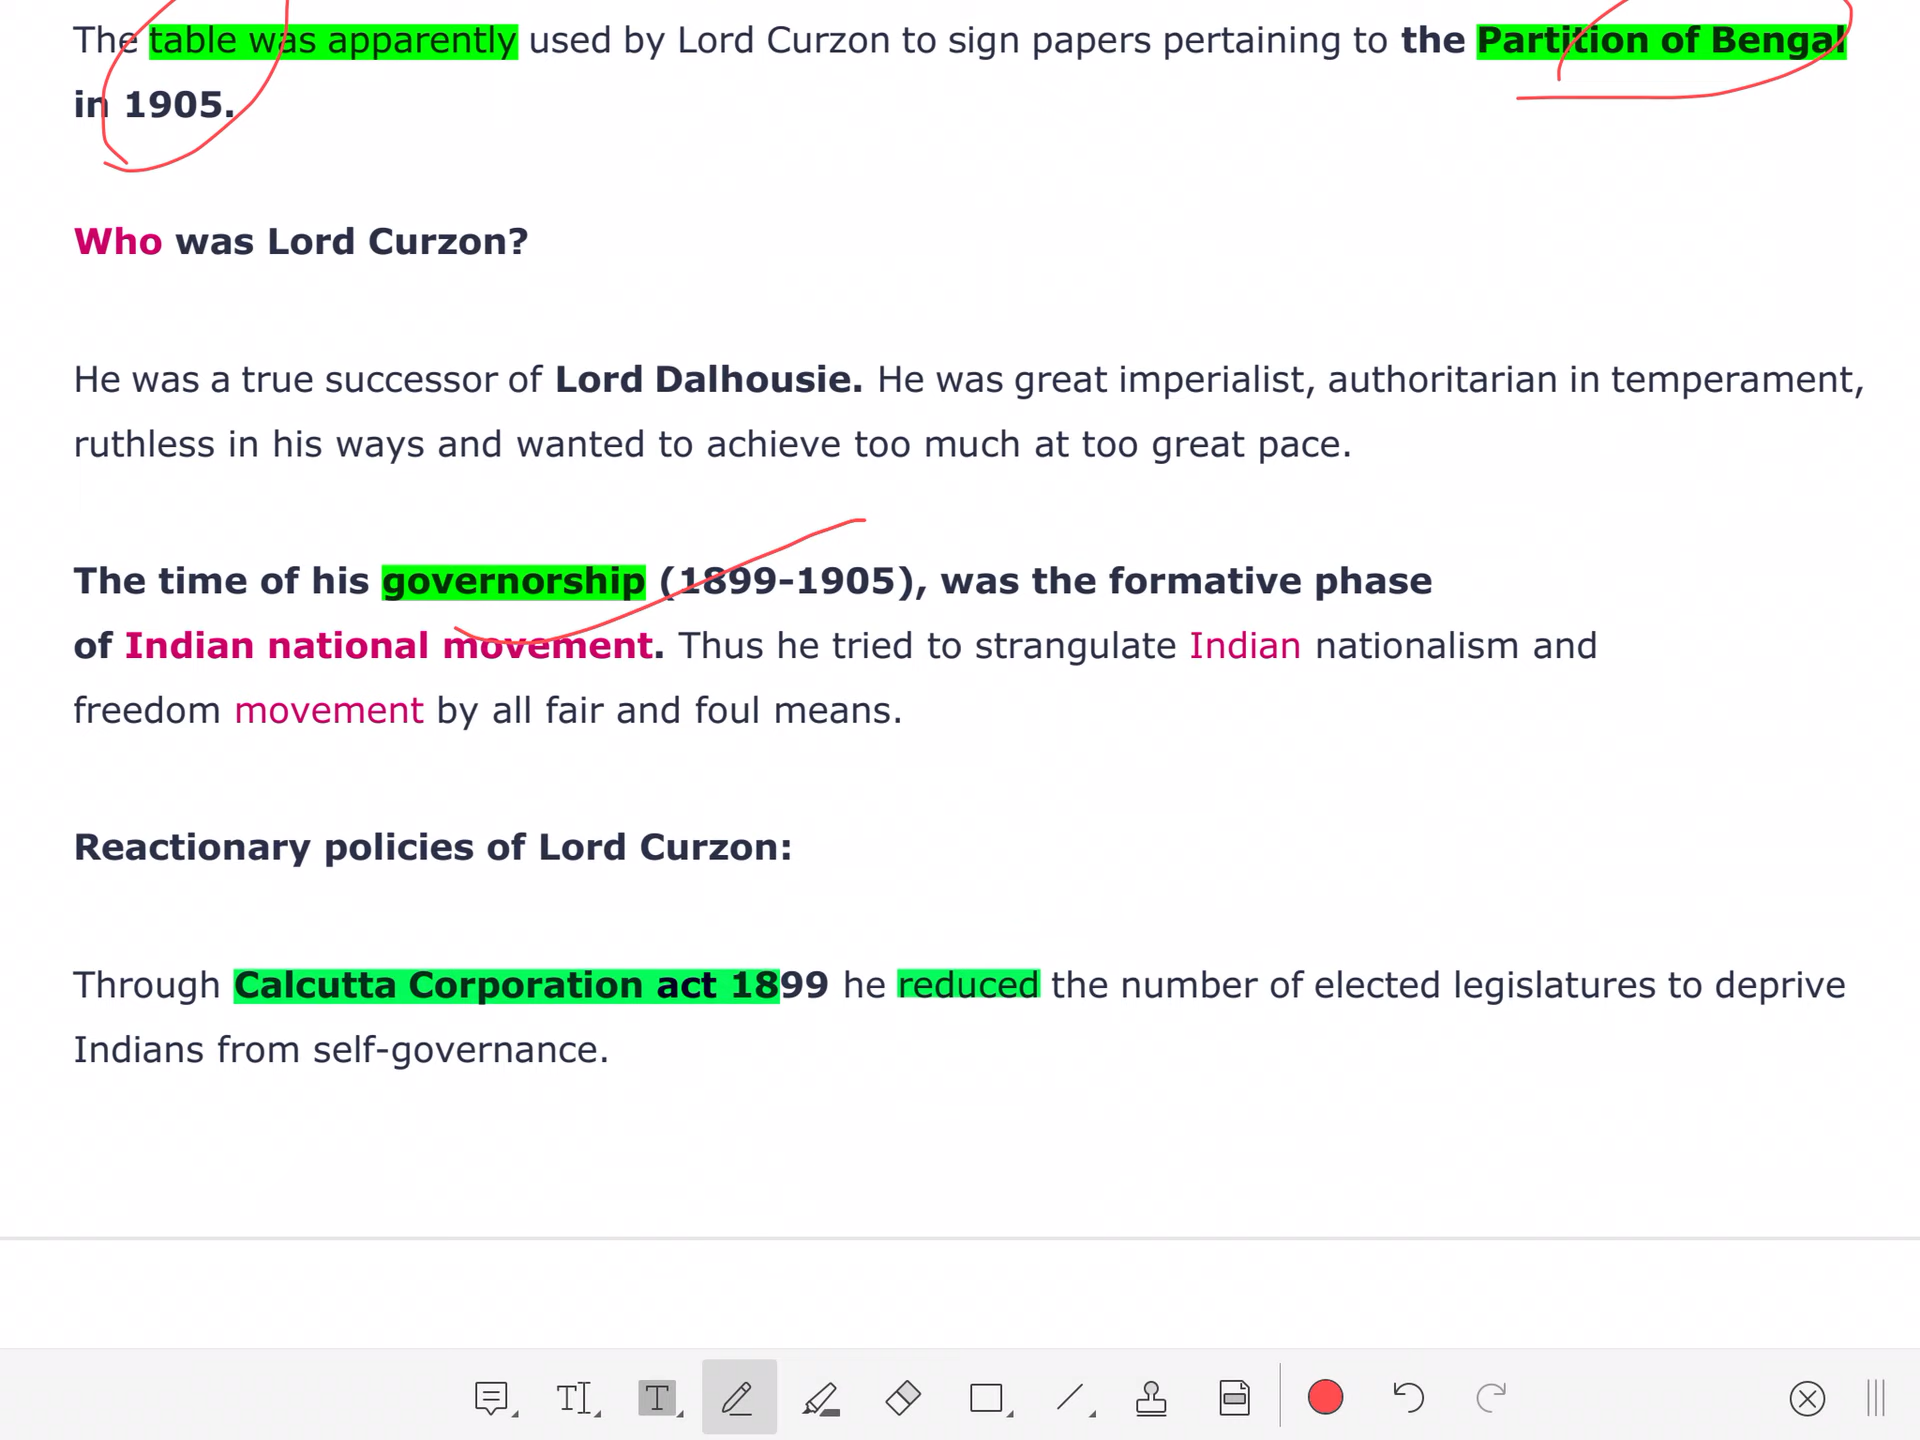 The table was apparently used by Lord Curzon to sign papers pertaining to the Partition of Bengal
in 1905.
Who was Lord Curzon?
He was a true successor of Lord Dalhousie. He was great imperialist, authoritarian in temperament,
ruthless in his ways and wanted to achieve too much at too great pace.
The time of his governorship (1899-1905), was the formative phase
of Indian national movement. Thus he tried to strangulate Indian nationalism and
freedom movement by all fair and foul means.
Reactionary policies of Lord Curzon:
Through Calcutta Corporation act 1899 he reduced the number of elected legislatures to deprive
Indians from self-governance.